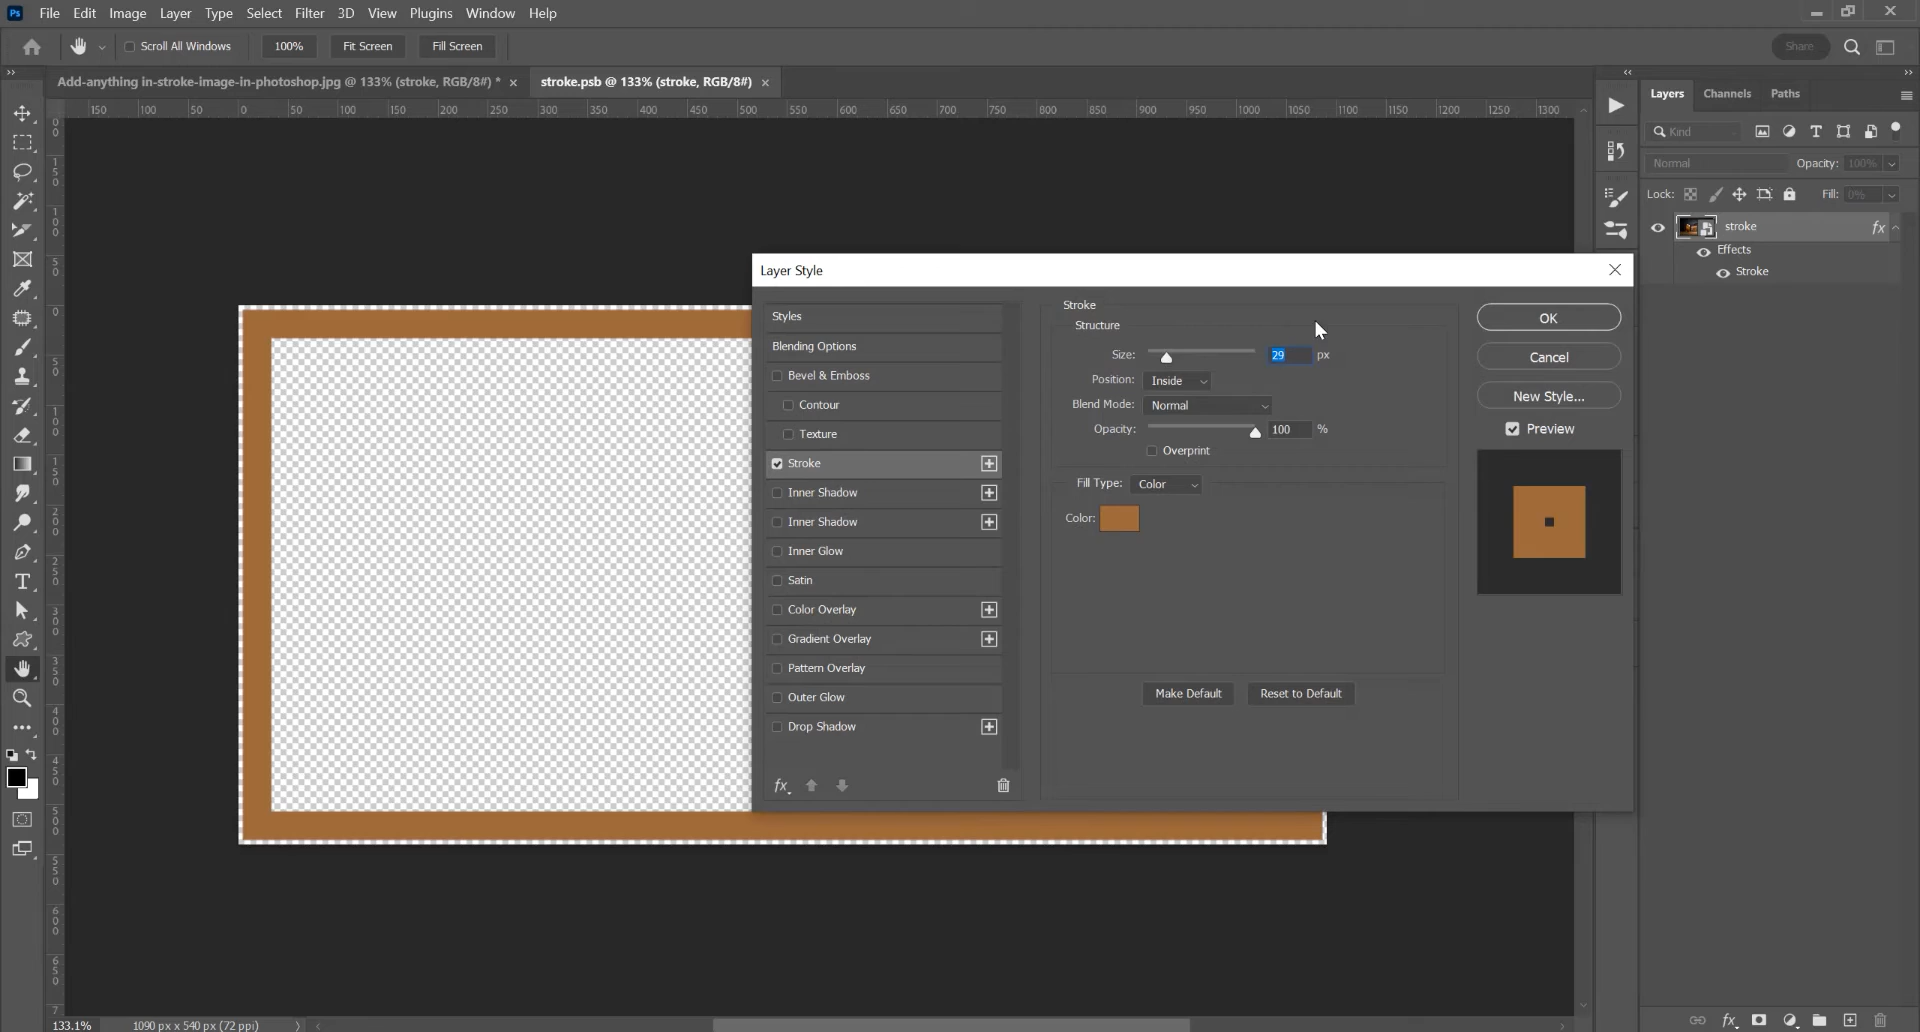 Ps File Edit Image Layer Type Select Filter 3D View Plugins Window Help
Scroll All Windows 100% Fit Screen Fill Screen Share
Add-anything in-stroke-image-in-photoshop.jpg @ 133% (stroke, RGB/8#) * × stroke.psb @ 133% (stroke, RGB/8#) ×
150 100 50 0 50 100 150 200 250 300 350 400 450 500 550 600 650 700 750 800 850 900 950 1000 1050 1100 1150 1200 1250 1300
Layers Channels Paths
Kind
Normal Opacity: 100%
Lock: Fill: 0%
stroke fx
Effects
Stroke
Layer Style
Styles
Blending Options
Bevel & Emboss
Contour
Texture
Stroke
Inner Shadow
Inner Shadow
Inner Glow
Satin
Color Overlay
Gradient Overlay
Pattern Overlay
Outer Glow
Drop Shadow
fx
Stroke
Structure
Size: 29 px
Position: Inside
Blend Mode: Normal
Opacity: 100 %
Overprint
Fill Type: Color
Color:
Make Default Reset to Default
OK
Cancel
New Style...
Preview
133.1% 1090 px x 540 px (72 ppi)
fx